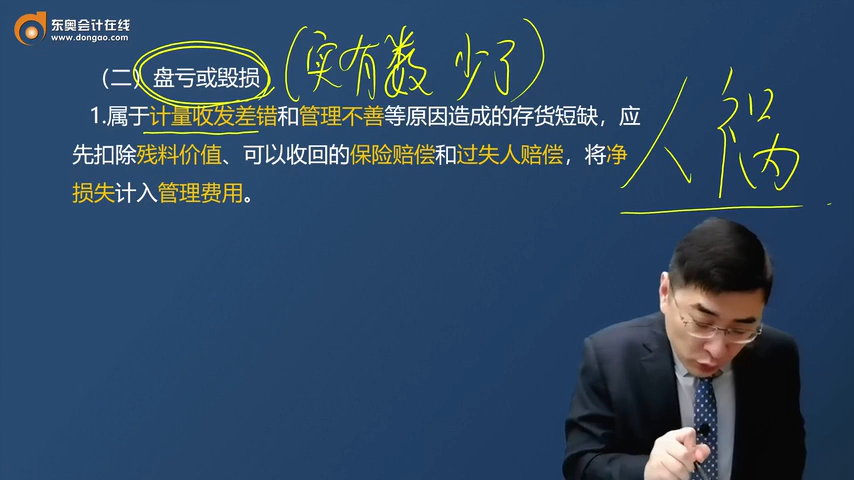 东奥会计在线
www.dongao.com
（二）盘亏或毁损 （实有数 少了）
1.属于计量收发差错和管理不善等原因造成的存货短缺，应
先扣除残料价值、可以收回的保险赔偿和过失人赔偿，将净
损失计入管理费用。
人祸